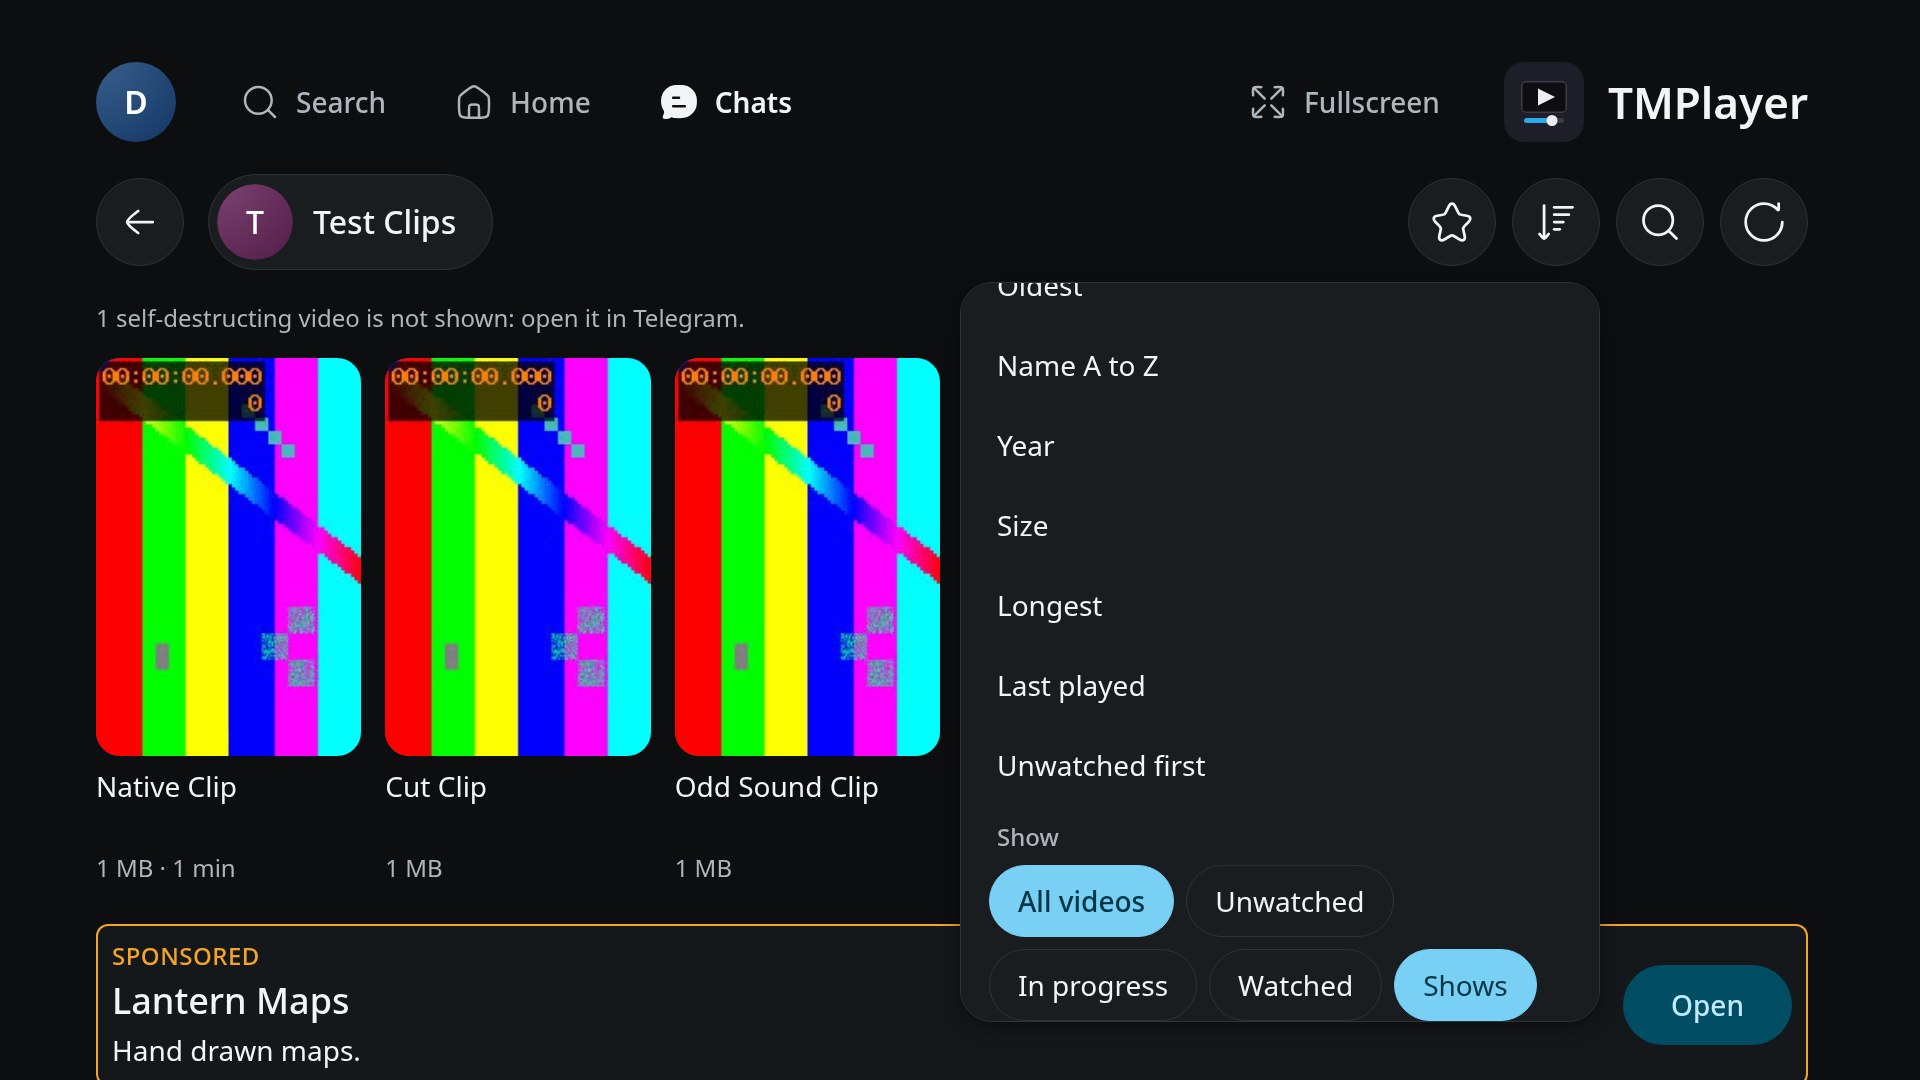 D
Search
Home
Chats
Fullscreen
TMPlayer
T
Test Clips
1 self-destructing video is not shown: open it in Telegram.
00:00:00.000
0
00:00:00.000
0
00:00:00.000
0
Native Clip
Cut Clip
Odd Sound Clip
1 MB · 1 min
1 MB
1 MB
Oldest
Name A to Z
Year
Size
Longest
Last played
Unwatched first
Show
All videos
Unwatched
In progress
Watched
Shows
SPONSORED
Lantern Maps
Hand drawn maps.
Open